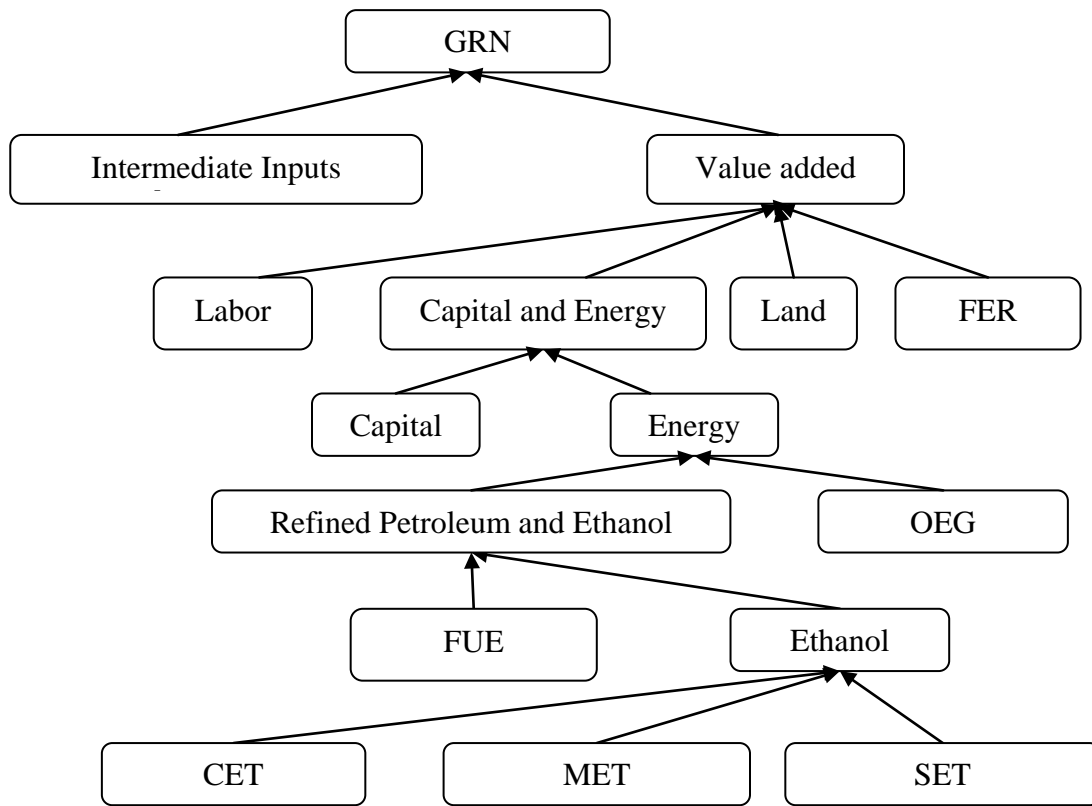 GRN
Intermediate Inputs
Value added
Labor
Capital and Energy
Land
FER
Capital
Energy
Refined Petroleum and Ethanol
OEG
FUE
Ethanol
CET
MET
SET